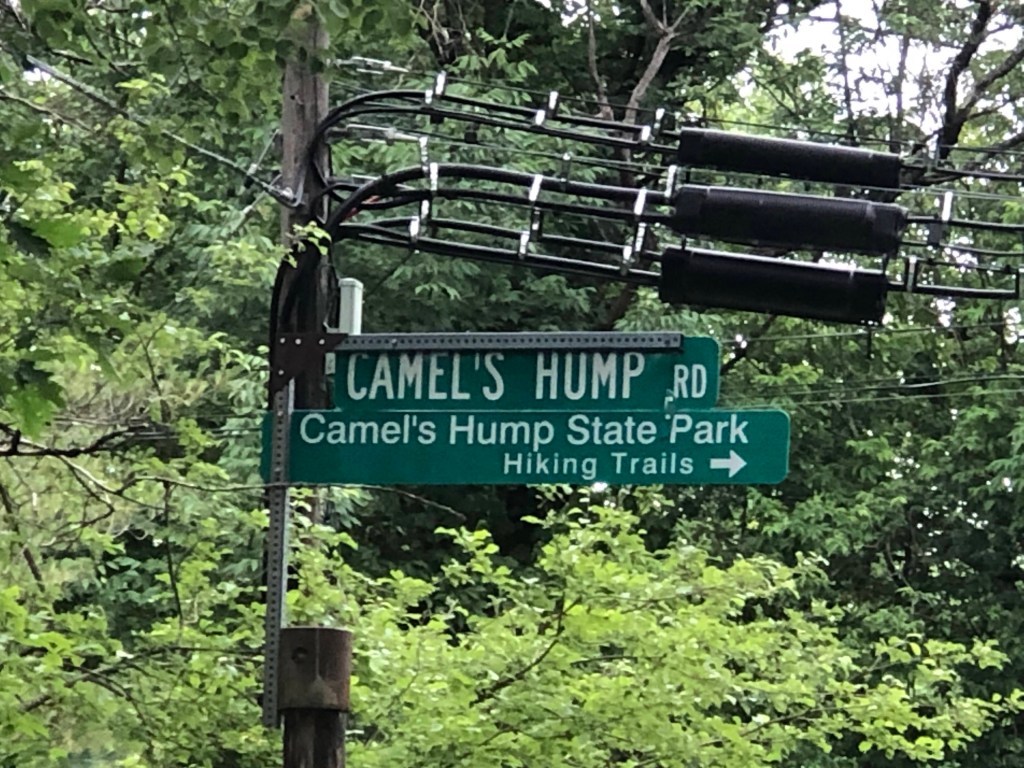 CAMEL'S HUMP RD
Camel's Hump State Park
Hiking Trails →